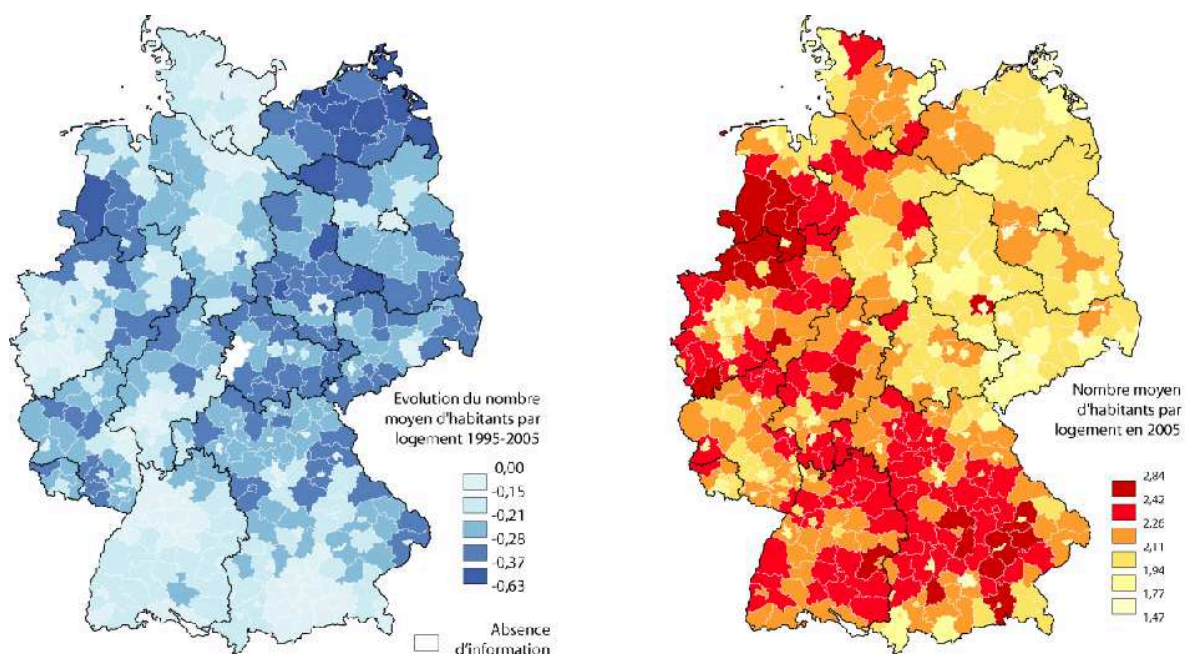 Evolution du nombre
moyen d'habitants par
logement 1995-2005
0,00
-0,15
-0,21
-0,28
-0,37
-0,63
Absence
d'information
Nombre moyen
d'habitants par
logement en 2005
2,84
2,42
2,26
2,11
1,94
1,77
1,47